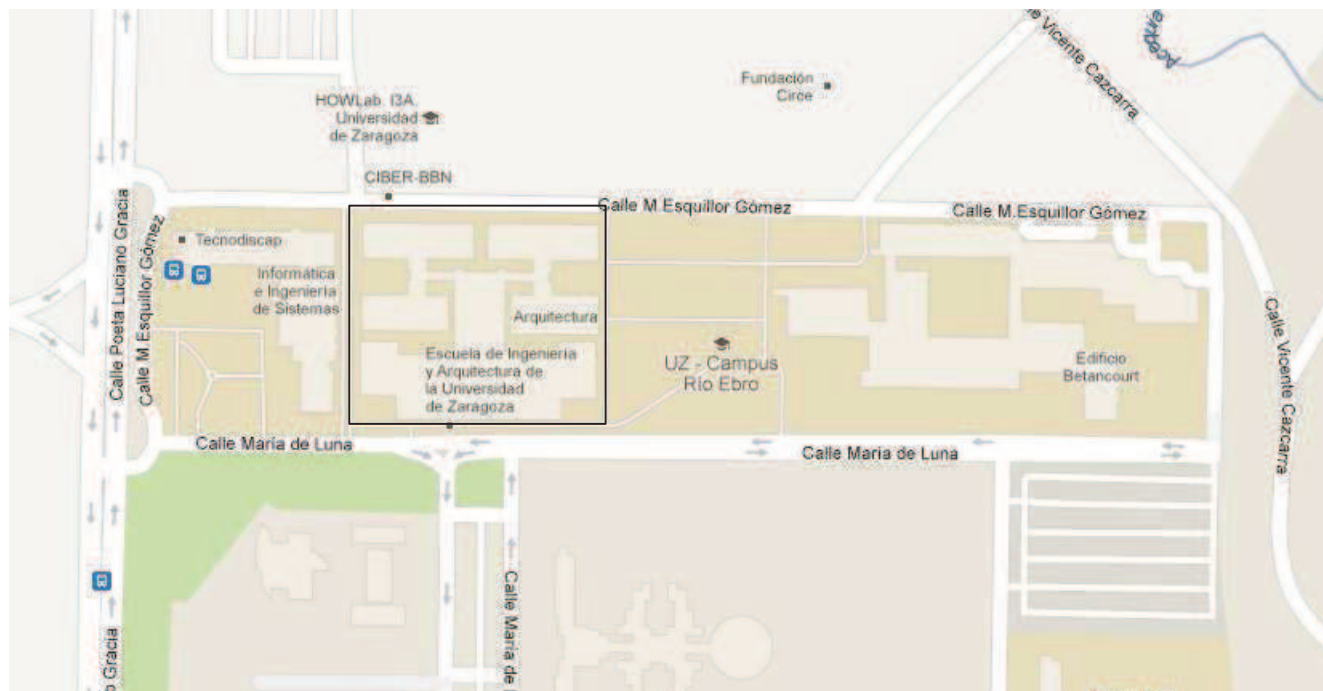 Calle Vicente Cazcarra
Fundación
Circe
HOWLab. I3A.
Universidad
de Zaragoza
CIBER-BBN
Calle M.Esquillor Gómez
Calle M.Esquillor Gómez
Calle Poeta Luciano Gracia
Calle M Esquillor Gómez
Tecnodiscap
Informática
e Ingeniería
de Sistemas
Arquitectura
Escuela de Ingeniería
y Arquitectura de
la Universidad
de Zaragoza
UZ - Campus
Río Ebro
Edificio
Betancourt
Calle Vicente Cazcarra
Calle María de Luna
Calle María de Luna
Calle María de
Gracia